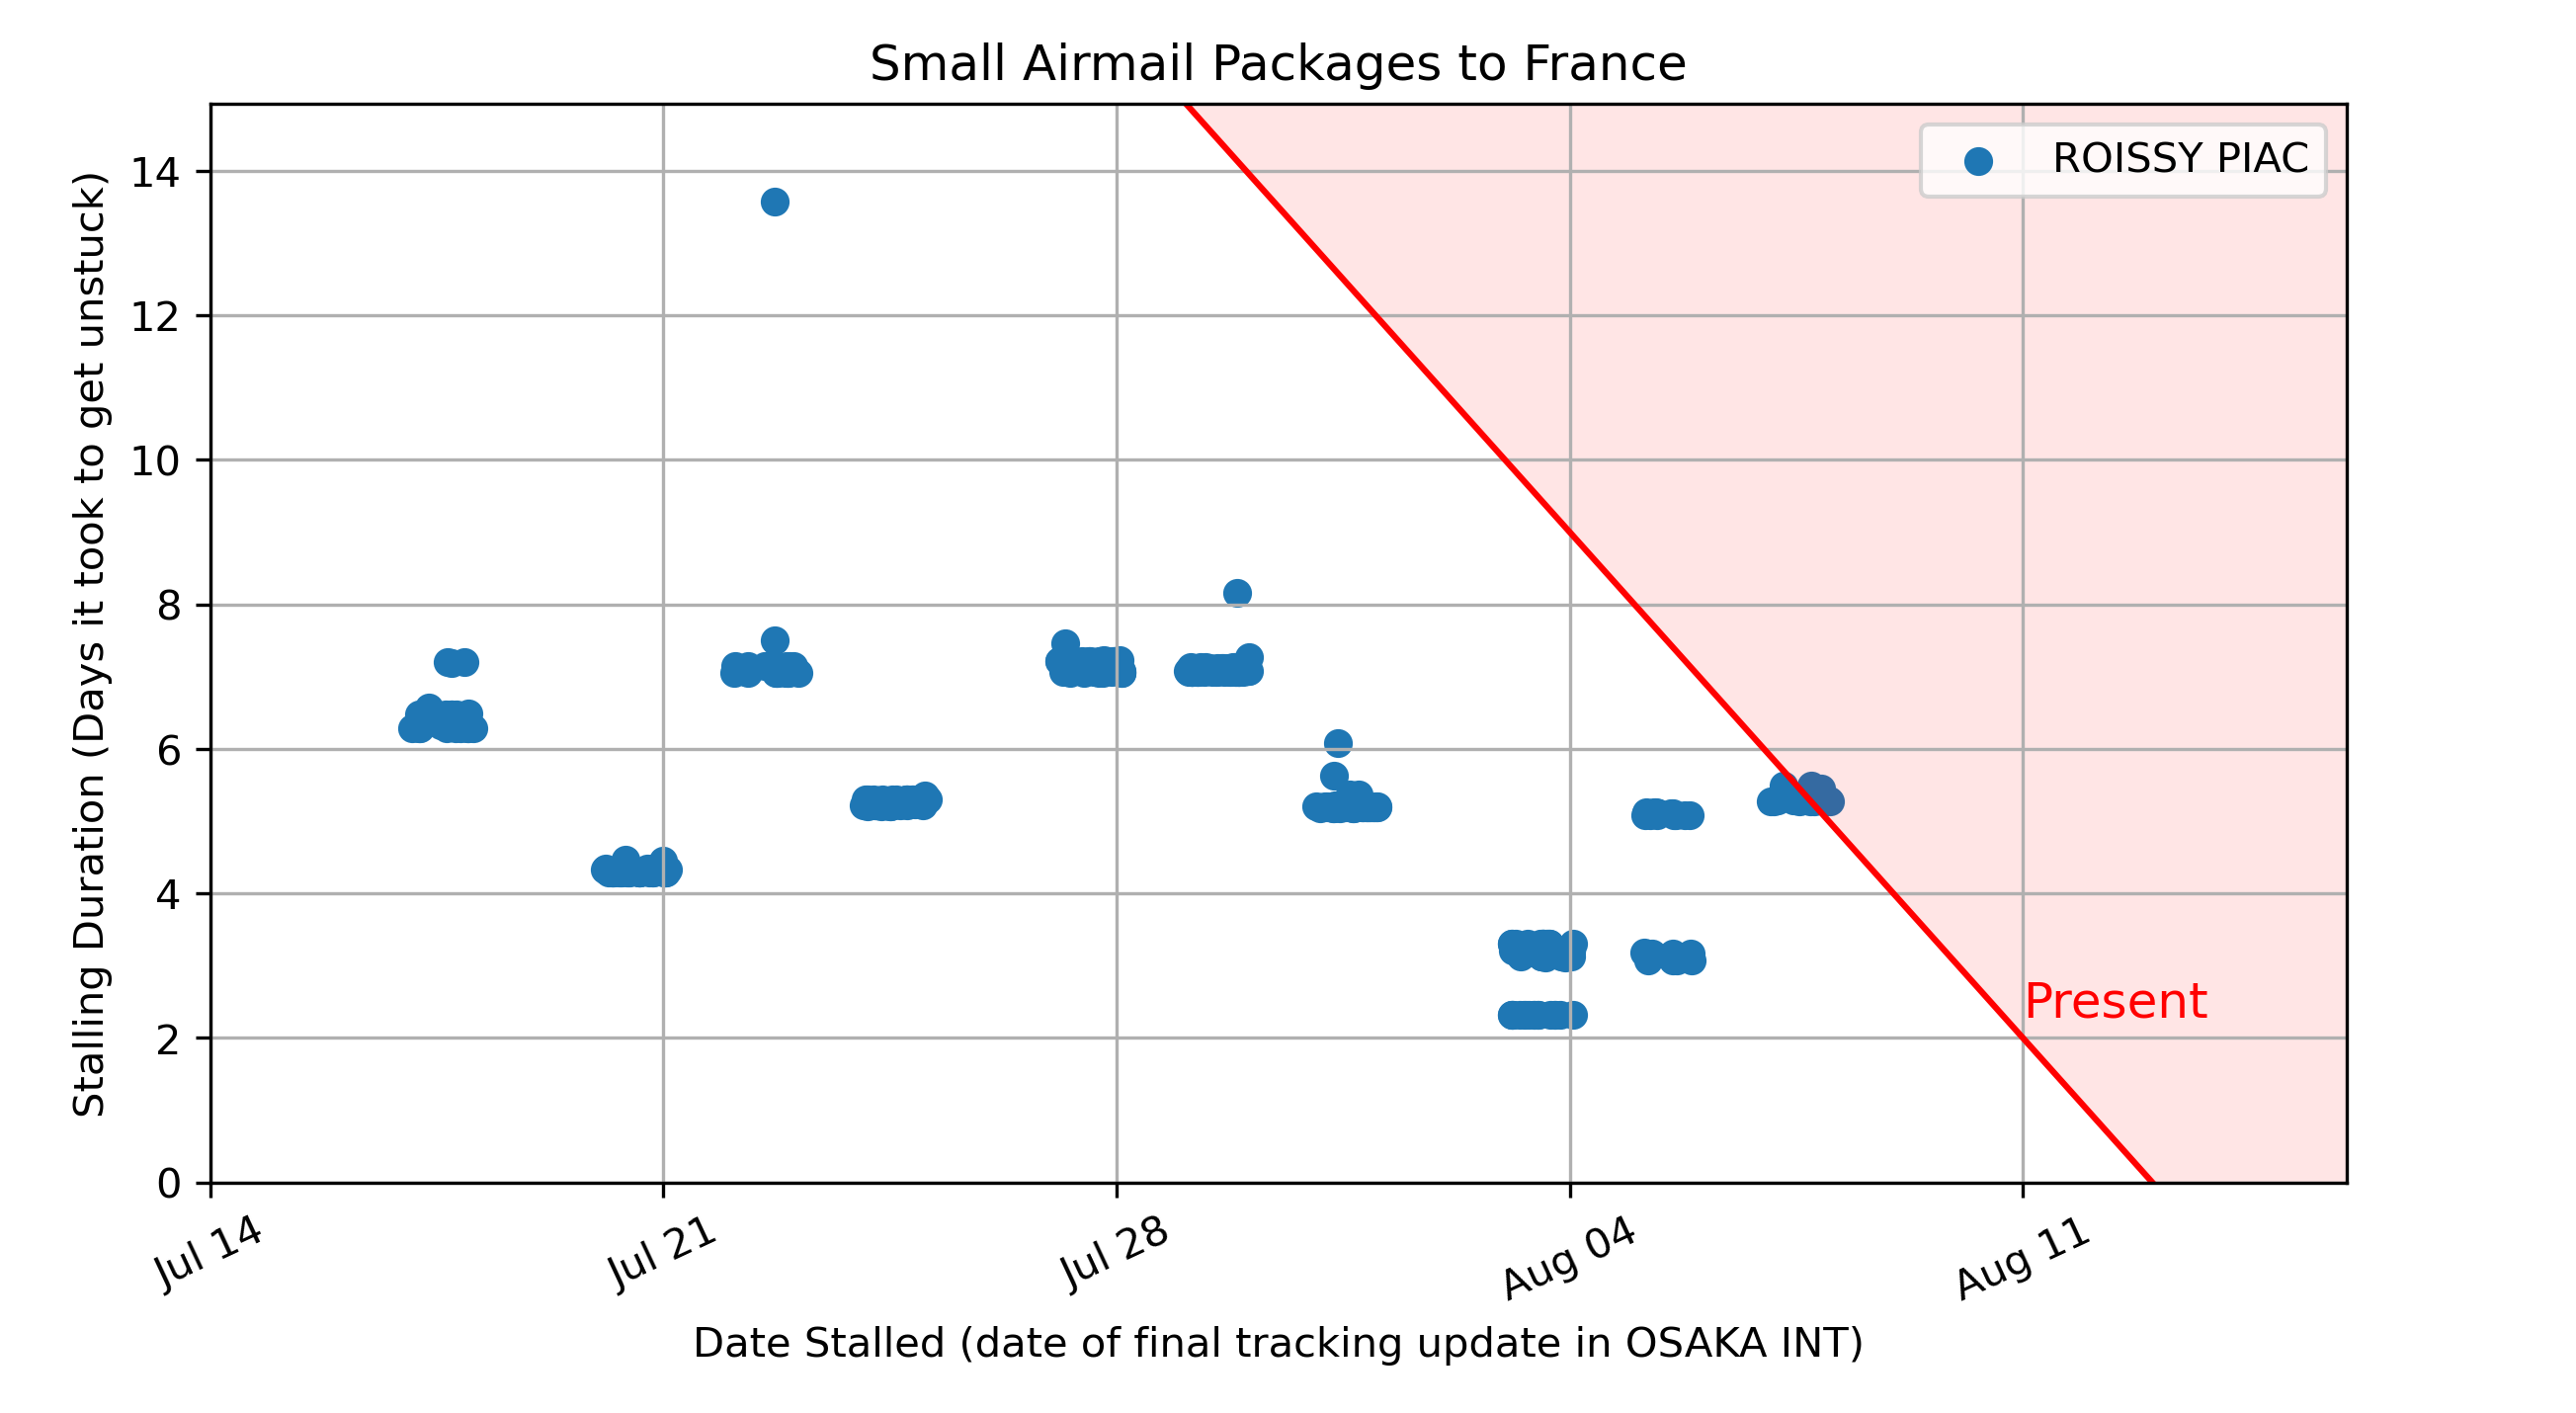 Small Airmail Packages to France
ROISSY PIAC
Stalling Duration (Days it took to get unstuck)
14
12
10
8
6
4
2
0
Present
Jul 14
Jul 21
Jul 28
Aug 04
Aug 11
Date Stalled (date of final tracking update in OSAKA INT)